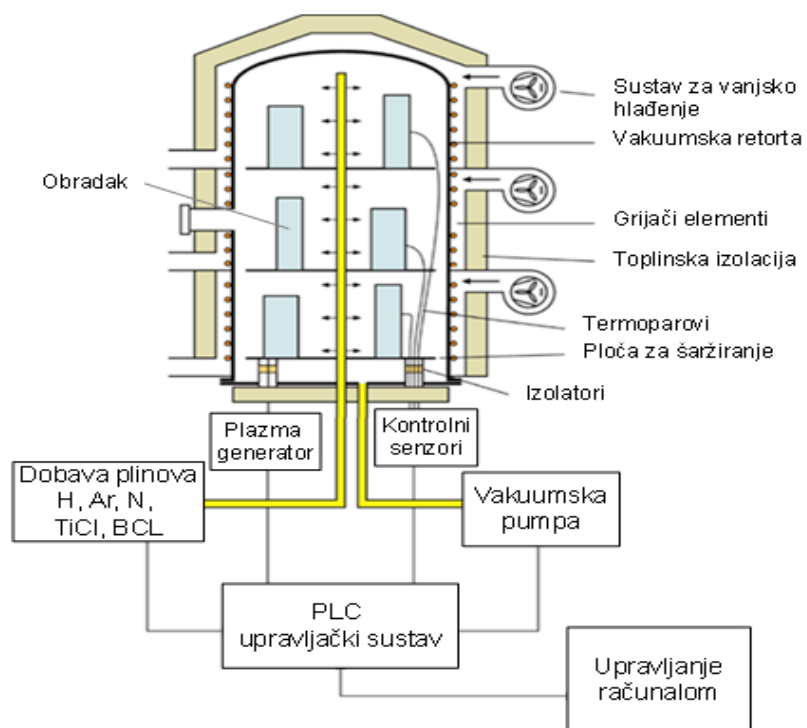 Sustav za vanjsko
hlađenje
Vakuumska retorta
Obradak
Grijači elementi
Toplinska izolacija
Termoparovi
Ploča za šaržiranje
Izolatori
Plazma
generator
Kontrolni
senzori
Dobava plinova
H, Ar, N,
TiCl, BCL
Vakuumska
pumpa
PLC
upravljački sustav
Upravljanje
računalom